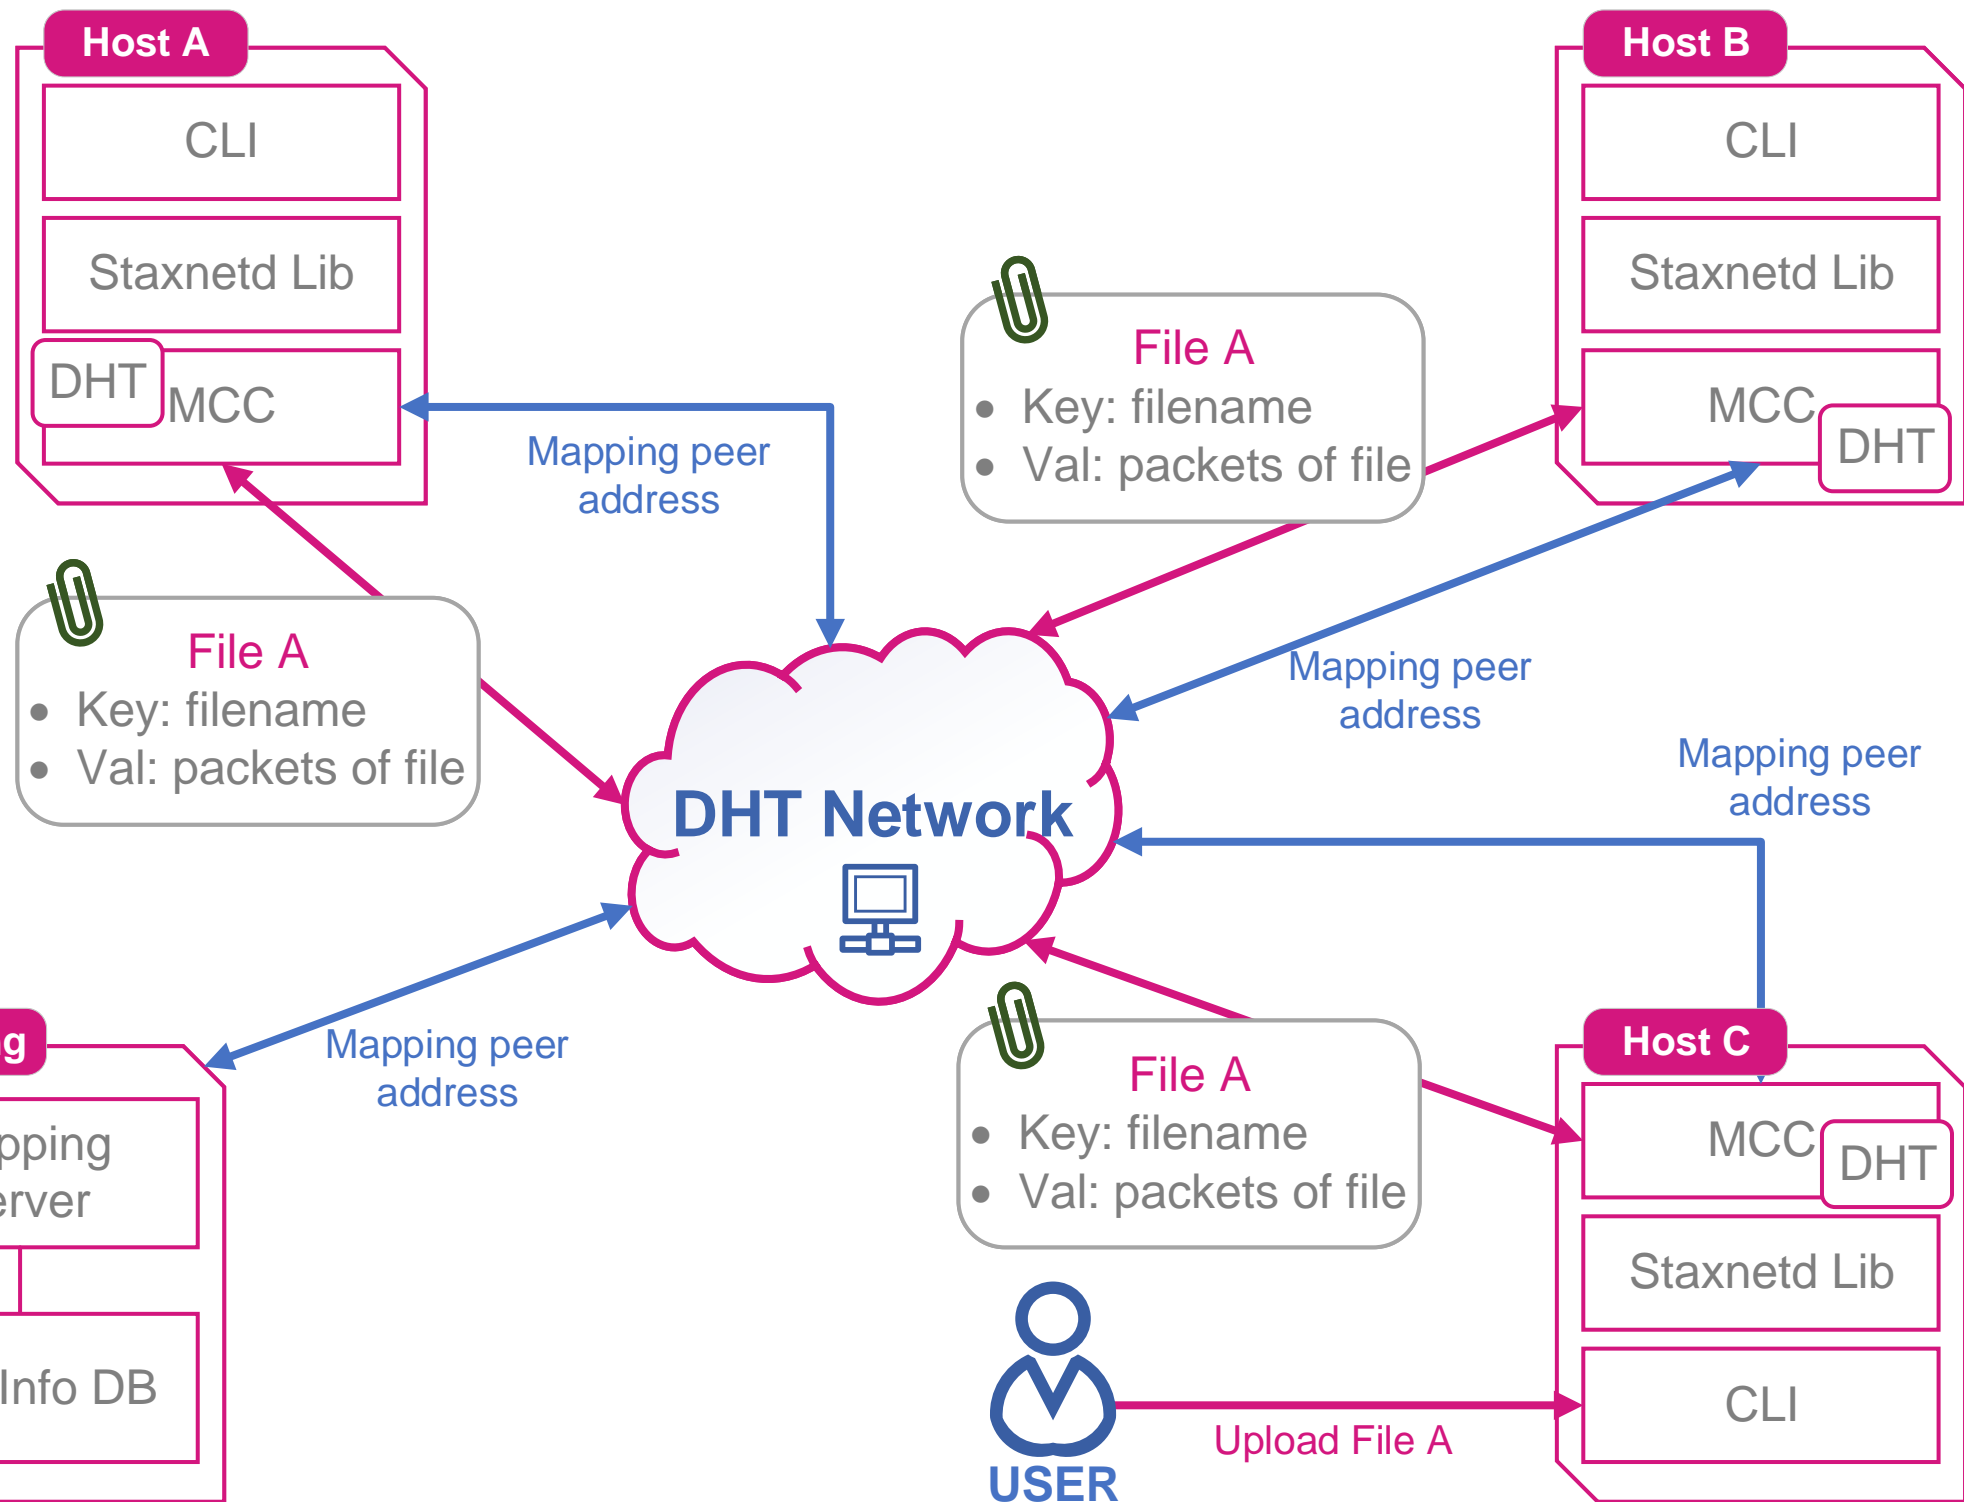 Host A
CLI
Staxnetd Lib
DHT
MCC
Host B
CLI
Staxnetd Lib
MCC
DHT
Mapping peer
address
File A
● Key: filename
● Val: packets of file
File A
● Key: filename
● Val: packets of file
Mapping peer
address
Mapping peer
address
DHT Network
Mapping peer
address
Info DB
File A
● Key: filename
● Val: packets of file
Host C
MCC
DHT
Staxnetd Lib
CLI
Upload File A
USER